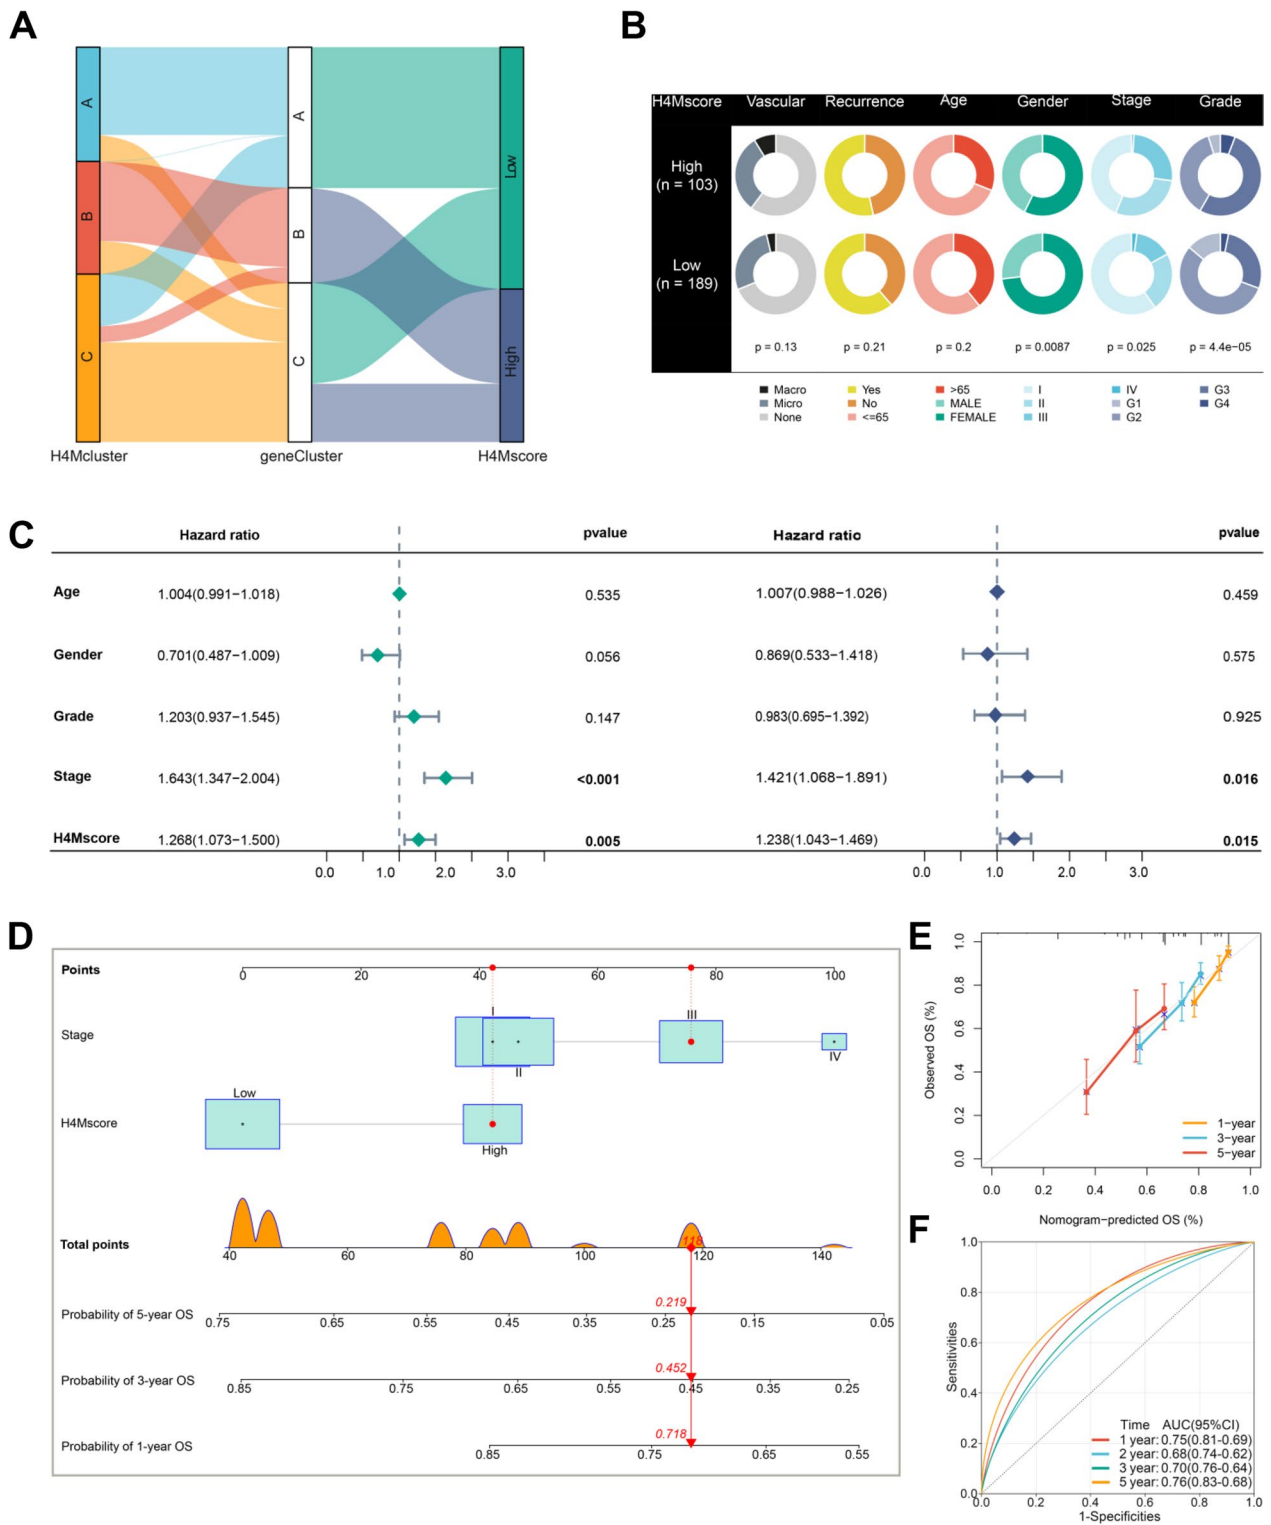 A
B
A
B
C
A
B
C
Low
High
H4Mcluster
geneCluster
H4Mscore
H4Mscore Vascular Recurrence Age Gender Stage Grade
High
(n = 103)
Low
(n = 189)
p = 0.13 p = 0.21 p = 0.2 p = 0.0087 p = 0.025 p = 4.4e−05
Macro Yes >65 I IV G3
Micro No MALE II G1 G4
None <=65 FEMALE III G2
C
Hazard ratio pvalue Hazard ratio pvalue
Age 1.004(0.991−1.018) 0.535 1.007(0.988−1.026) 0.459
Gender 0.701(0.487−1.009) 0.056 0.869(0.533−1.418) 0.575
Grade 1.203(0.937−1.545) 0.147 0.983(0.695−1.392) 0.925
Stage 1.643(1.347−2.004) <0.001 1.421(1.068−1.891) 0.016
H4Mscore 1.268(1.073−1.500) 0.005 1.238(1.043−1.469) 0.015
0.0 1.0 2.0 3.0 0.0 1.0 2.0 3.0
D
Points
0 20 40 60 80 100
Stage
I
II
III
IV
H4Mscore
Low
High
Total points
118
40 60 80 100 120 140
Probability of 5-year OS
0.219
0.75 0.65 0.55 0.45 0.35 0.25 0.15 0.05
Probability of 3-year OS
0.452
0.85 0.75 0.65 0.55 0.45 0.35 0.25
Probability of 1-year OS
0.718
0.85 0.75 0.65 0.55
E
Observed OS (%)
1.0
0.8
0.6
0.4
0.2
0.0
1−year
3−year
5−year
0.0 0.2 0.4 0.6 0.8 1.0
Nomogram−predicted OS (%)
F
Sensitivities
1.0
0.8
0.6
0.4
0.2
0.0
Time AUC(95%CI)
1 year: 0.75(0.81-0.69)
2 year: 0.68(0.74-0.62)
3 year: 0.70(0.76-0.64)
5 year: 0.76(0.83-0.68)
0.0 0.2 0.4 0.6 0.8 1.0
1-Specificities